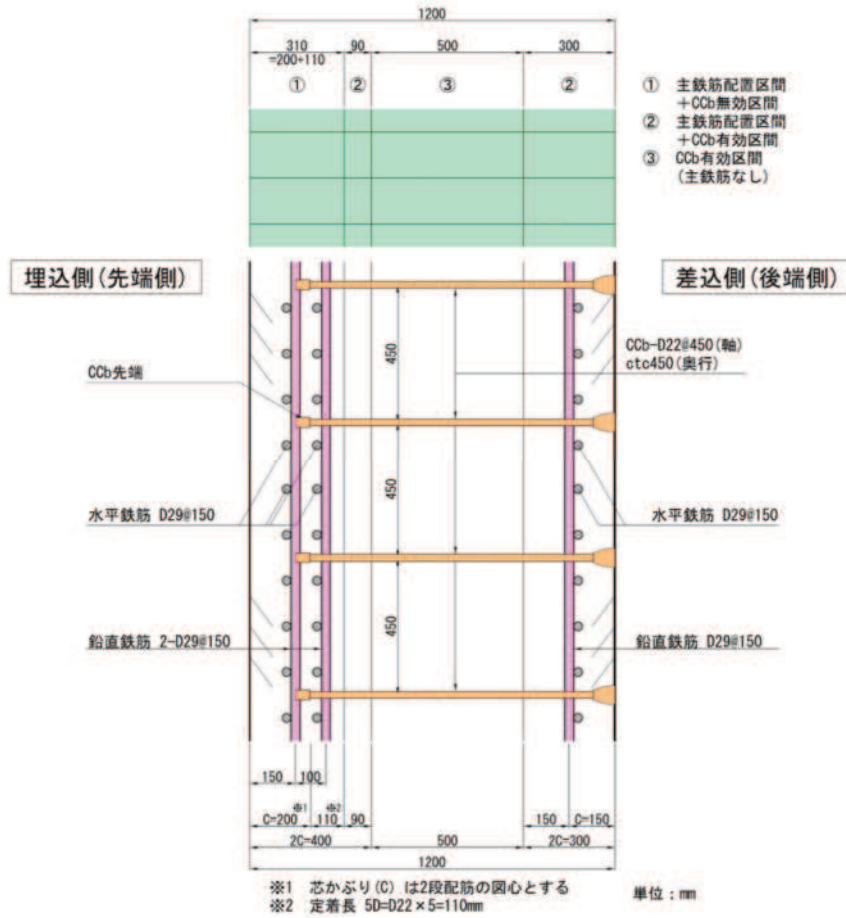 1200
310 90 500 300
=200+110
① ② ③ ②
① 主鉄筋配置区間
+CCb無効区間
② 主鉄筋配置区間
+CCb有効区間
③ CCb有効区間
(主鉄筋なし)
埋込側(先端側)
差込側(後端側)
CCb-D22@450(軸)
ctc450(奥行)
450
CCb先端
450
水平鉄筋 D29@150
水平鉄筋 D29@150
450
鉛直鉄筋 2-D29@150
鉛直鉄筋 D29@150
150 100
※1 ※2
C=200 110 90 150 C=150
2C=400 500 2C=300
1200
※1 芯かぶり(C)は2段配筋の図心とする
※2 定着長 5D=D22×5=110mm
単位:mm